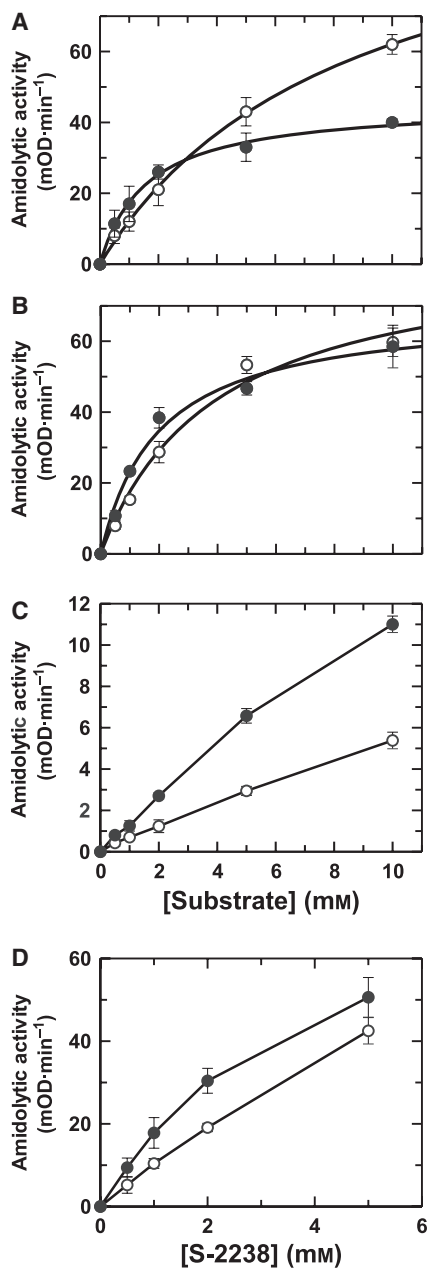 A
Amidolytic activity
(mOD·min⁻¹)
60
40
20
0
B
Amidolytic activity
(mOD·min⁻¹)
60
40
20
0
C
Amidolytic activity
(mOD·min⁻¹)
12
10
8
6
4
2
0
0 2 4 6 8 10
[Substrate] (mM)
D
Amidolytic activity
(mOD·min⁻¹)
60
40
20
0
0 2 4 6
[S-2238] (mM)